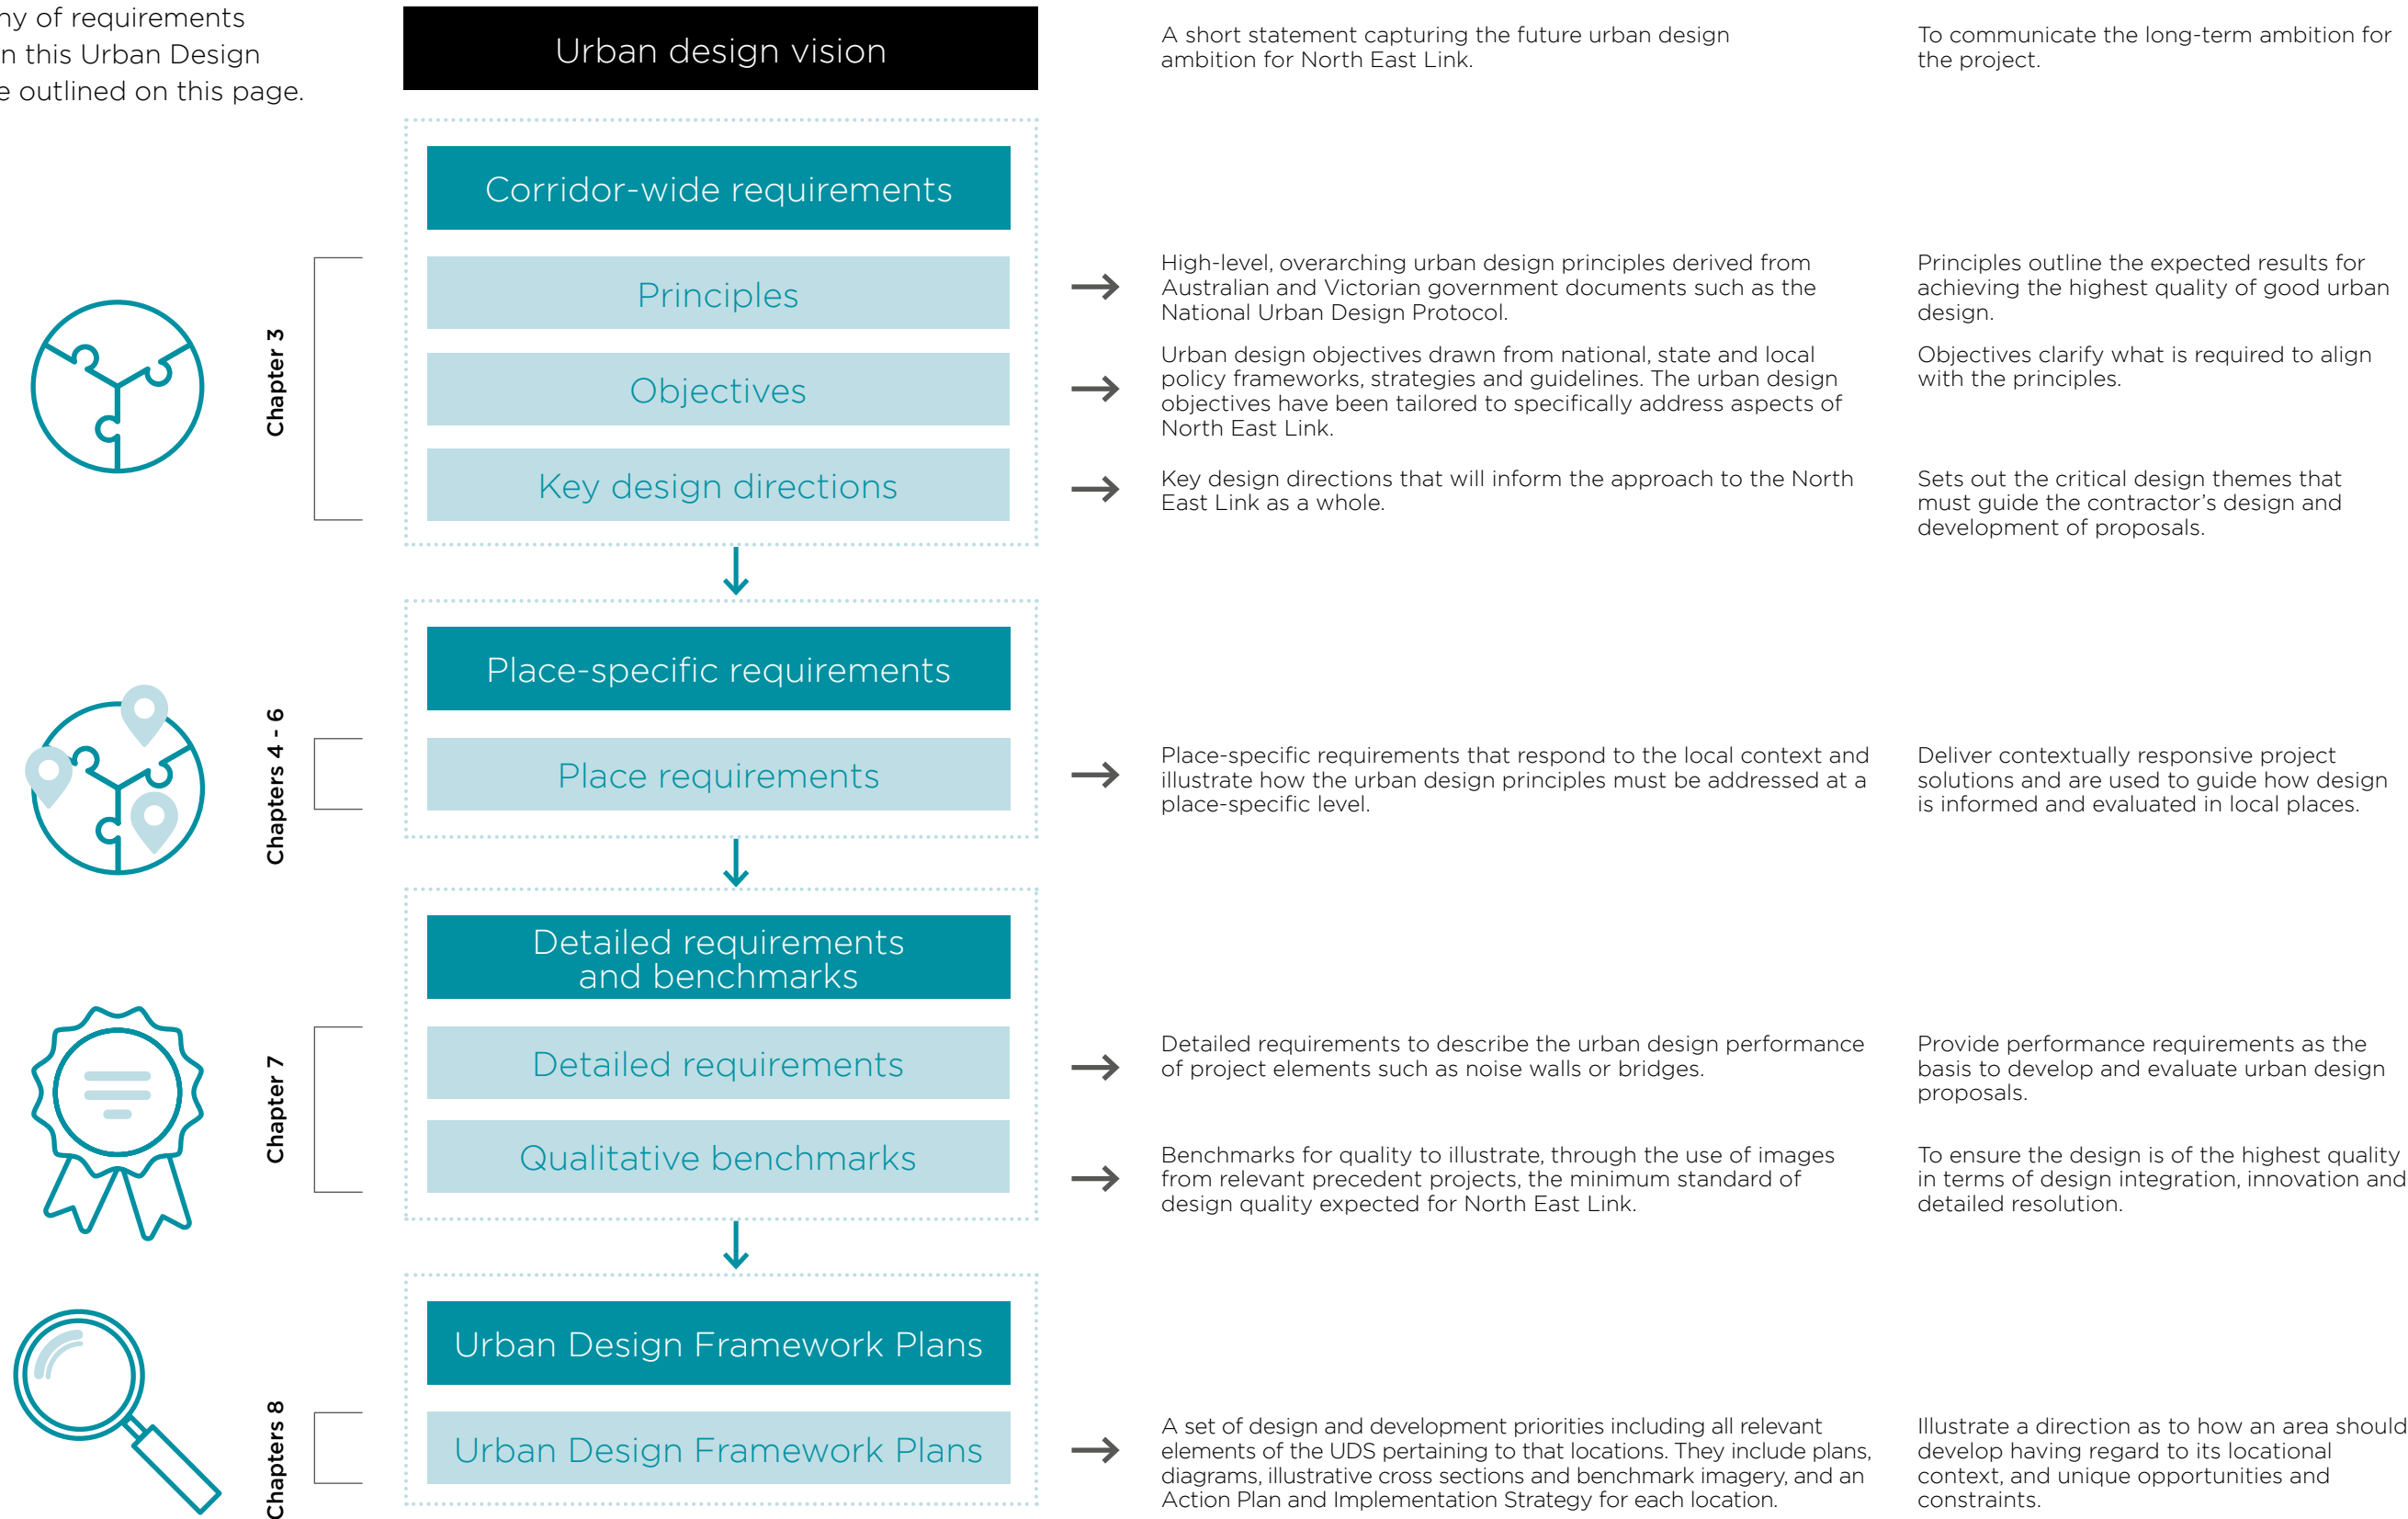 ny of requirements
n this Urban Design
e outlined on this page.
Urban design vision
A short statement capturing the future urban design
ambition for North East Link.
To communicate the long-term ambition for
the project.
Corridor-wide requirements
Chapter 3
Principles
High-level, overarching urban design principles derived from
Australian and Victorian government documents such as the
National Urban Design Protocol.
Principles outline the expected results for
achieving the highest quality of good urban
design.
Objectives
Urban design objectives drawn from national, state and local
policy frameworks, strategies and guidelines. The urban design
objectives have been tailored to specifically address aspects of
North East Link.
Objectives clarify what is required to align
with the principles.
Key design directions
Key design directions that will inform the approach to the North
East Link as a whole.
Sets out the critical design themes that
must guide the contractor's design and
development of proposals.
Place-specific requirements
Chapters 4 - 6
Place requirements
Place-specific requirements that respond to the local context and
illustrate how the urban design principles must be addressed at a
place-specific level.
Deliver contextually responsive project
solutions and are used to guide how design
is informed and evaluated in local places.
Detailed requirements
and benchmarks
Chapter 7
Detailed requirements
Detailed requirements to describe the urban design performance
of project elements such as noise walls or bridges.
Provide performance requirements as the
basis to develop and evaluate urban design
proposals.
Qualitative benchmarks
Benchmarks for quality to illustrate, through the use of images
from relevant precedent projects, the minimum standard of
design quality expected for North East Link.
To ensure the design is of the highest quality
in terms of design integration, innovation and
detailed resolution.
Urban Design Framework Plans
Chapters 8
Urban Design Framework Plans
A set of design and development priorities including all relevant
elements of the UDS pertaining to that locations. They include plans,
diagrams, illustrative cross sections and benchmark imagery, and an
Action Plan and Implementation Strategy for each location.
Illustrate a direction as to how an area should
develop having regard to its locational
context, and unique opportunities and
constraints.